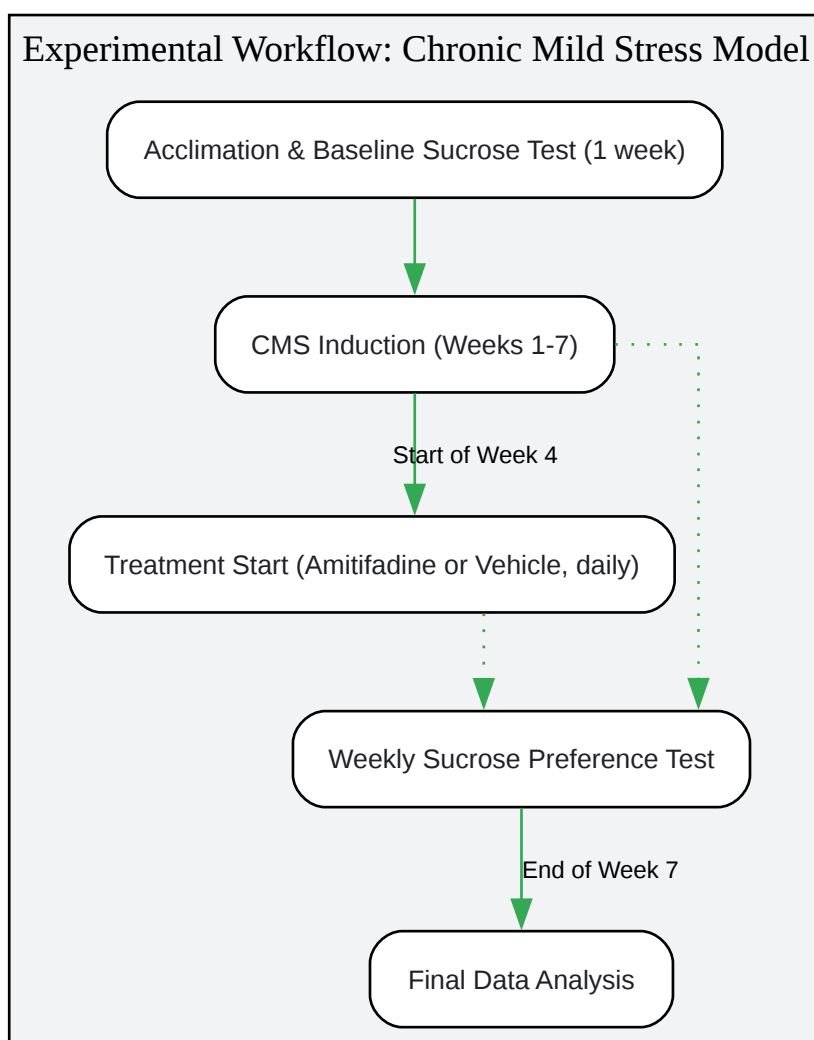 Experimental Workflow: Chronic Mild Stress Model
Acclimation & Baseline Sucrose Test (1 week)
CMS Induction (Weeks 1-7)
Start of Week 4
Treatment Start (Amitifadine or Vehicle, daily)
Weekly Sucrose Preference Test
End of Week 7
Final Data Analysis